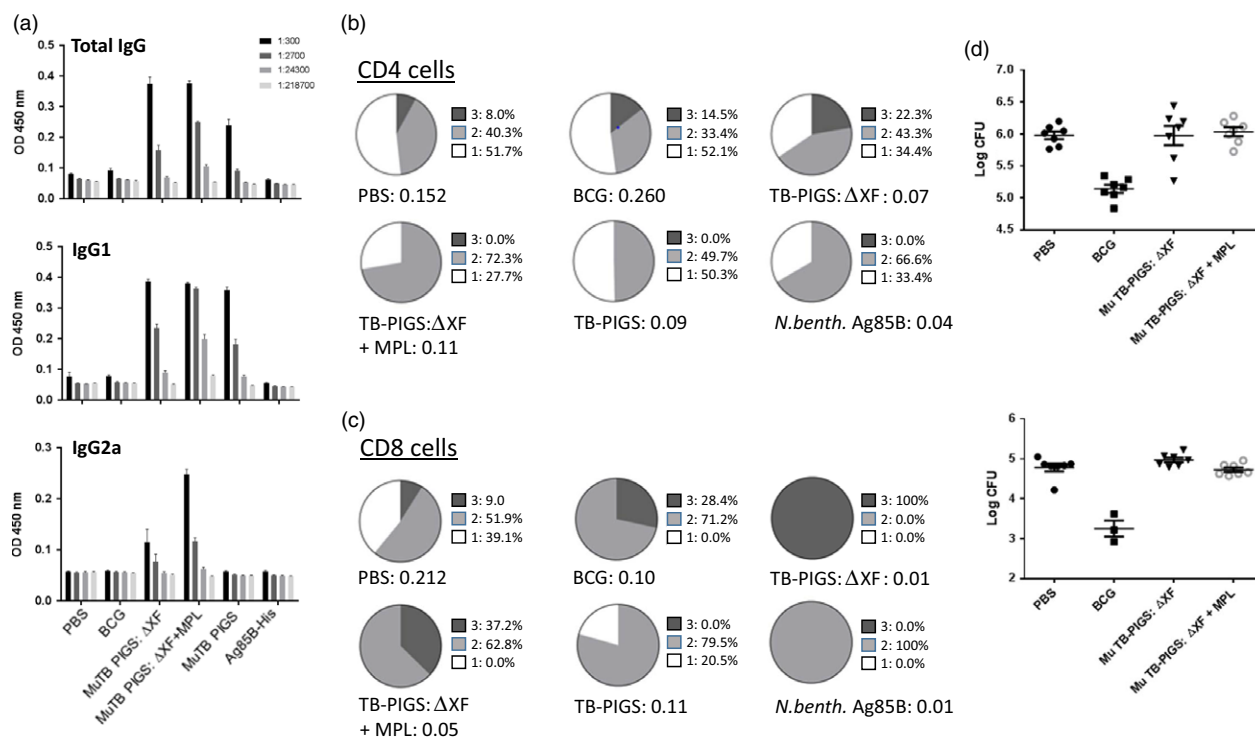 (a)
Total IgG
1:300
1:2700
1:24300
1:218700
0.5
0.4
0.3
0.2
0.1
0.0
OD 450 nm
IgG1
0.5
0.4
0.3
0.2
0.1
0.0
OD 450 nm
IgG2a
0.3
0.2
0.1
0.0
OD 450 nm
PBS
BCG
MuTB PIGS: ΔXF
MuTB PIGS: ΔXF+MPL
MuTB PIGS
Ag85B-His
(b)
CD4 cells
3: 8.0%
2: 40.3%
1: 51.7%
PBS: 0.152
3: 14.5%
2: 33.4%
1: 52.1%
BCG: 0.260
3: 22.3%
2: 43.3%
1: 34.4%
TB-PIGS: ΔXF: 0.07
3: 0.0%
2: 72.3%
1: 27.7%
TB-PIGS:ΔXF
+ MPL: 0.11
3: 0.0%
2: 49.7%
1: 50.3%
TB-PIGS: 0.09
3: 0.0%
2: 66.6%
1: 33.4%
N.benth. Ag85B: 0.04
(c)
CD8 cells
3: 9.0
2: 51.9%
1: 39.1%
PBS: 0.212
3: 28.4%
2: 71.2%
1: 0.0%
BCG: 0.10
3: 100%
2: 0.0%
1: 0.0%
TB-PIGS: ΔXF: 0.01
3: 37.2%
2: 62.8%
1: 0.0%
TB-PIGS: ΔXF
+ MPL: 0.05
3: 0.0%
2: 79.5%
1: 20.5%
TB-PIGS: 0.11
3: 0.0%
2: 100%
1: 0.0%
N.benth. Ag85B: 0.01
(d)
7.0
6.5
6.0
5.5
5.0
4.5
Log CFU
PBS
BCG
Mu TB-PIGS: ΔXF
Mu TB-PIGS: ΔXF + MPL
6
5
4
3
2
Log CFU
PBS
BCG
Mu TB-PIGS: ΔXF
Mu TB-PIGS: ΔXF + MPL